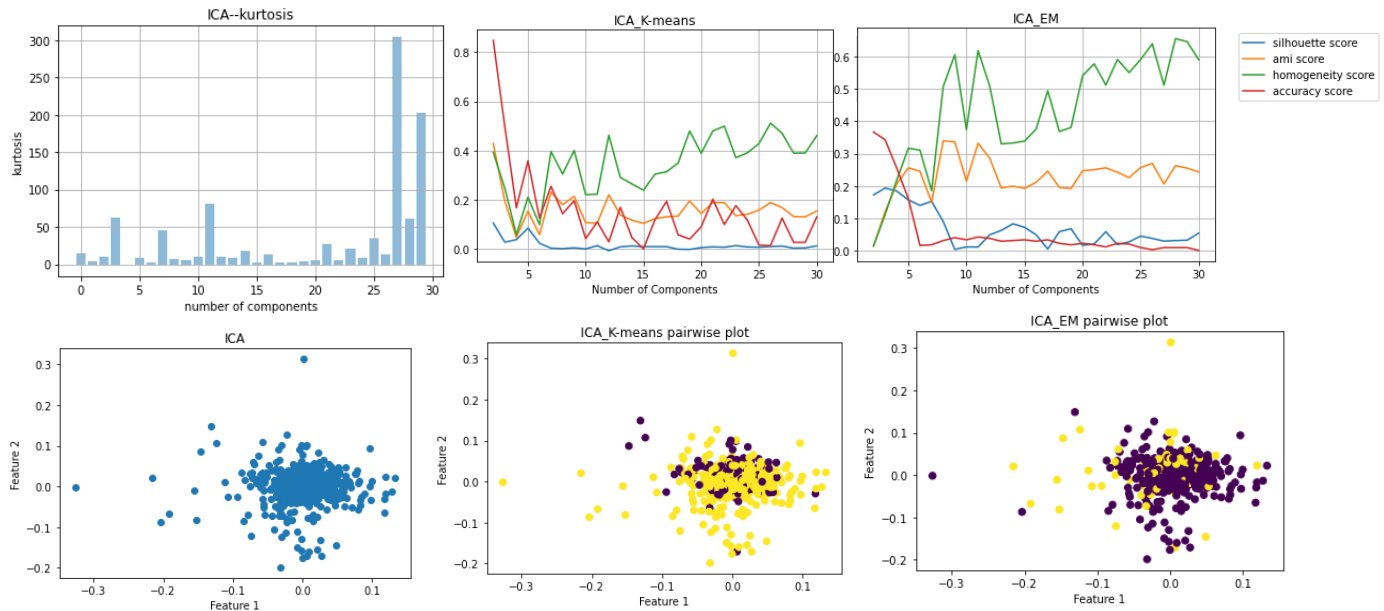 ICA--kurtosis
300
250
200
150
100
50
0
kurtosis
0 5 10 15 20 25 30
number of components
ICA_K-means
0.8
0.6
0.4
0.2
0.0
5 10 15 20 25 30
Number of Components
ICA_EM
0.6
0.5
0.4
0.3
0.2
0.1
0.0
5 10 15 20 25 30
Number of Components
silhouette score
ami score
homogeneity score
accuracy score
ICA
0.3
0.2
0.1
0.0
−0.1
−0.2
Feature 2
−0.3 −0.2 −0.1 0.0 0.1
Feature 1
ICA_K-means pairwise plot
0.3
0.2
0.1
0.0
−0.1
−0.2
Feature 2
−0.3 −0.2 −0.1 0.0 0.1
Feature 1
ICA_EM pairwise plot
0.3
0.2
0.1
0.0
−0.1
−0.2
Feature 2
−0.3 −0.2 −0.1 0.0 0.1
Feature 1